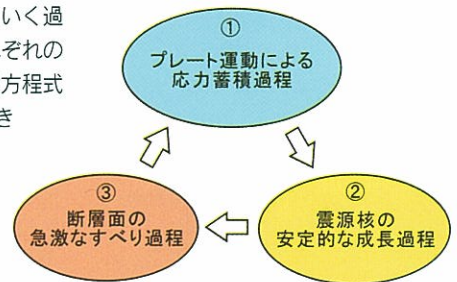 いく過
ぞれの
方程式
き
①
プレート運動による
応力蓄積過程
②
震源核の
安定的な成長過程
③
断層面の
急激なすべり過程